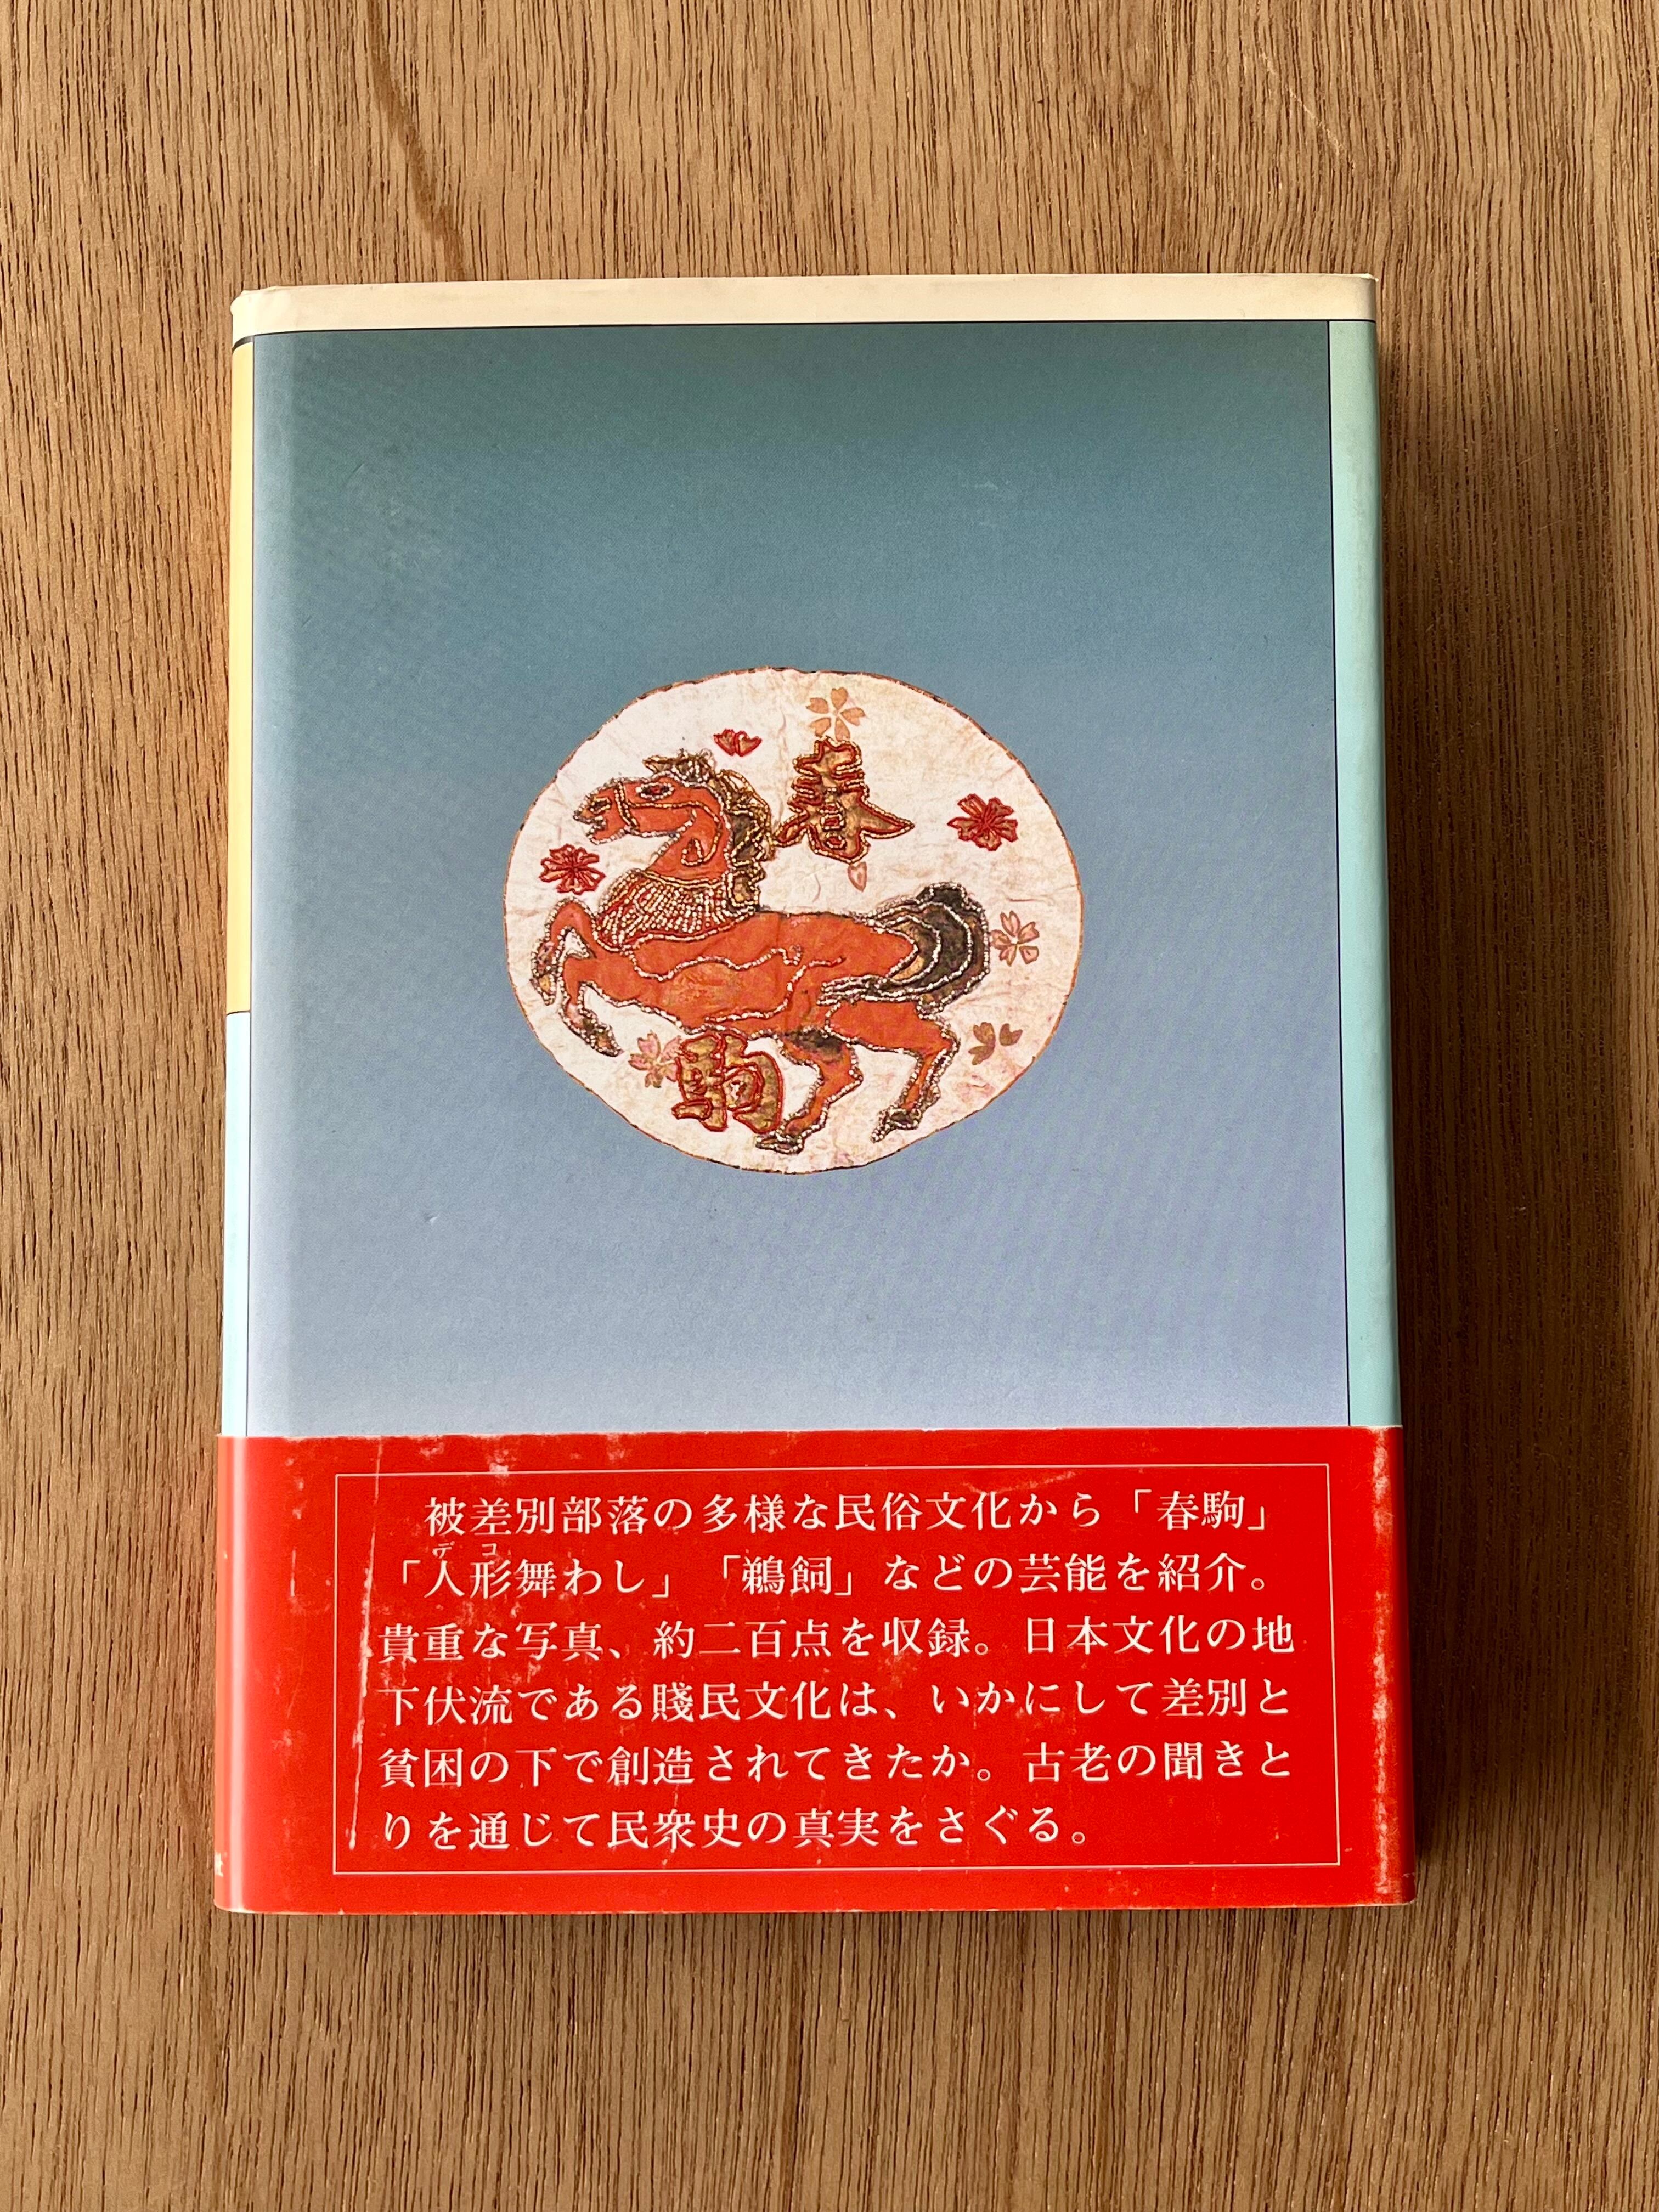 春
駒
被差別部落の多様な民俗文化から「春駒」
デコ
「人形舞わし」「鵜飼」などの芸能を紹介。
貴重な写真、約二百点を収録。日本文化の地
下伏流である賤民文化は、いかにして差別と
貧困の下で創造されてきたか。古老の聞きと
りを通じて民衆史の真実をさぐる。
社